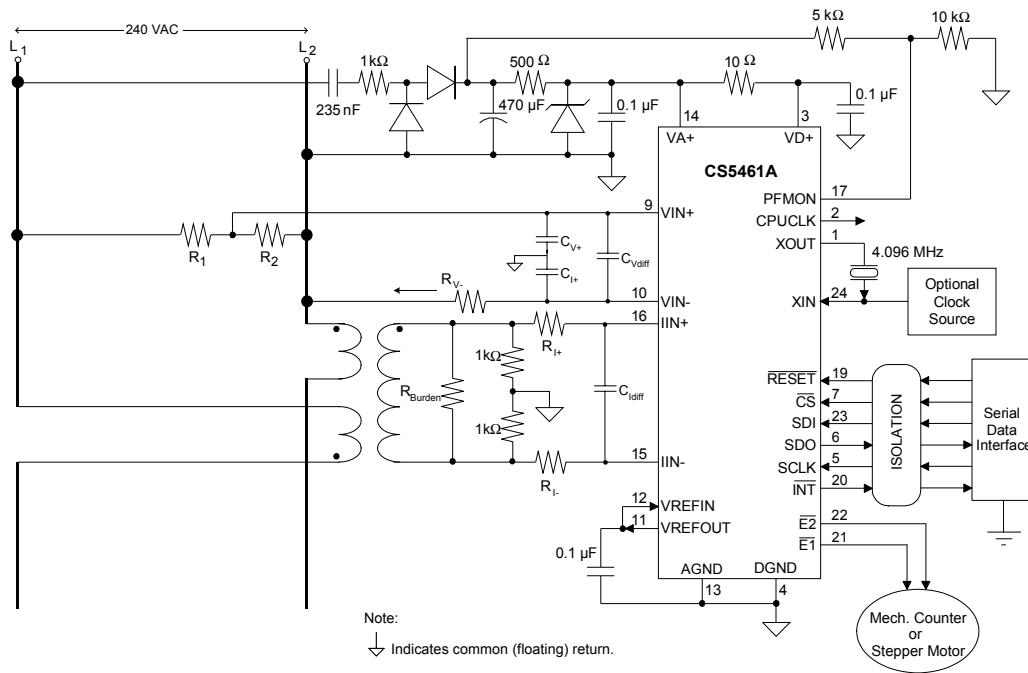 240 VAC
L1
L2
5 kΩ
10 kΩ
1kΩ
500 Ω
10 Ω
235 nF
470 µF
0.1 µF
0.1 µF
14
3
VA+
VD+
CS5461A
9
VIN+
PFMON
17
CPUCLK
2
XOUT
1
4.096 MHz
R1
R2
CV+
CI+
CVdiff
RV-
10
VIN-
XIN
24
Optional
Clock
Source
16
IIN+
RI+
1kΩ
RBurden
CIdiff
1kΩ
15
IIN-
RI-
RESET
19
CS
7
SDI
23
SDO
6
SCLK
5
INT
20
ISOLATION
Serial
Data
Interface
12
VREFIN
11
VREFOUT
E2
22
E1
21
0.1 µF
AGND
DGND
13
4
Mech. Counter
or
Stepper Motor
Note:
Indicates common (floating) return.